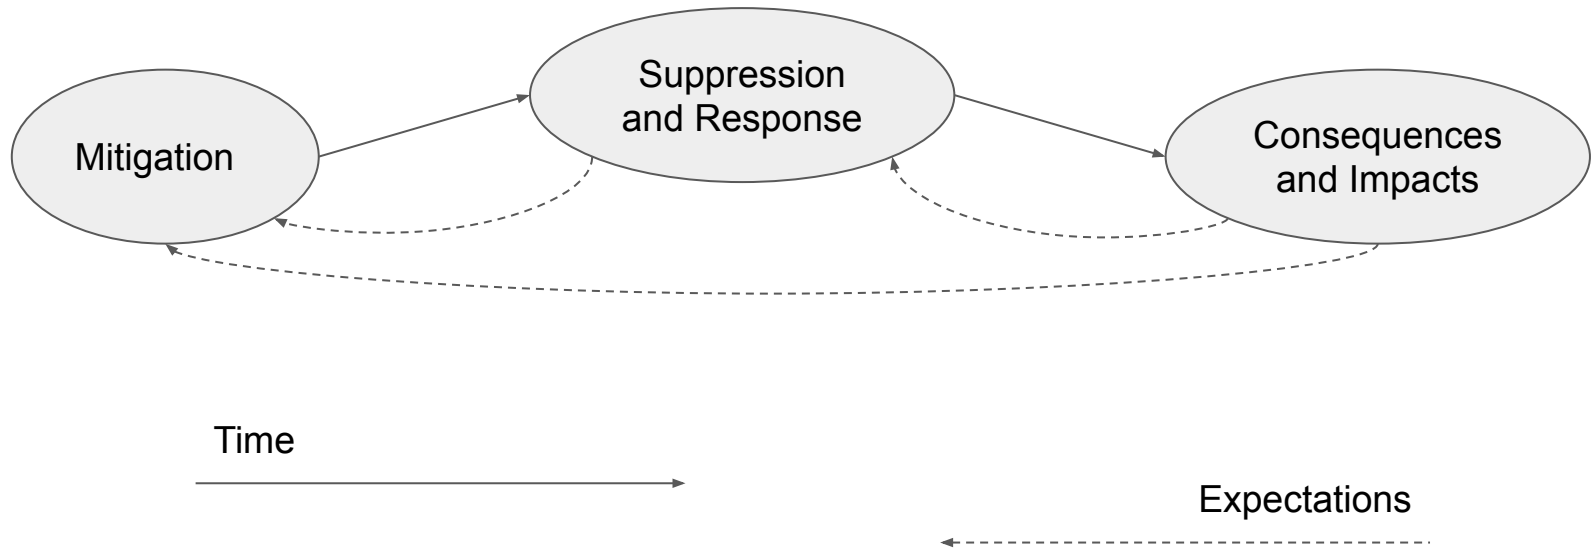 Mitigation
Suppression
and Response
Consequences
and Impacts
Time
Expectations